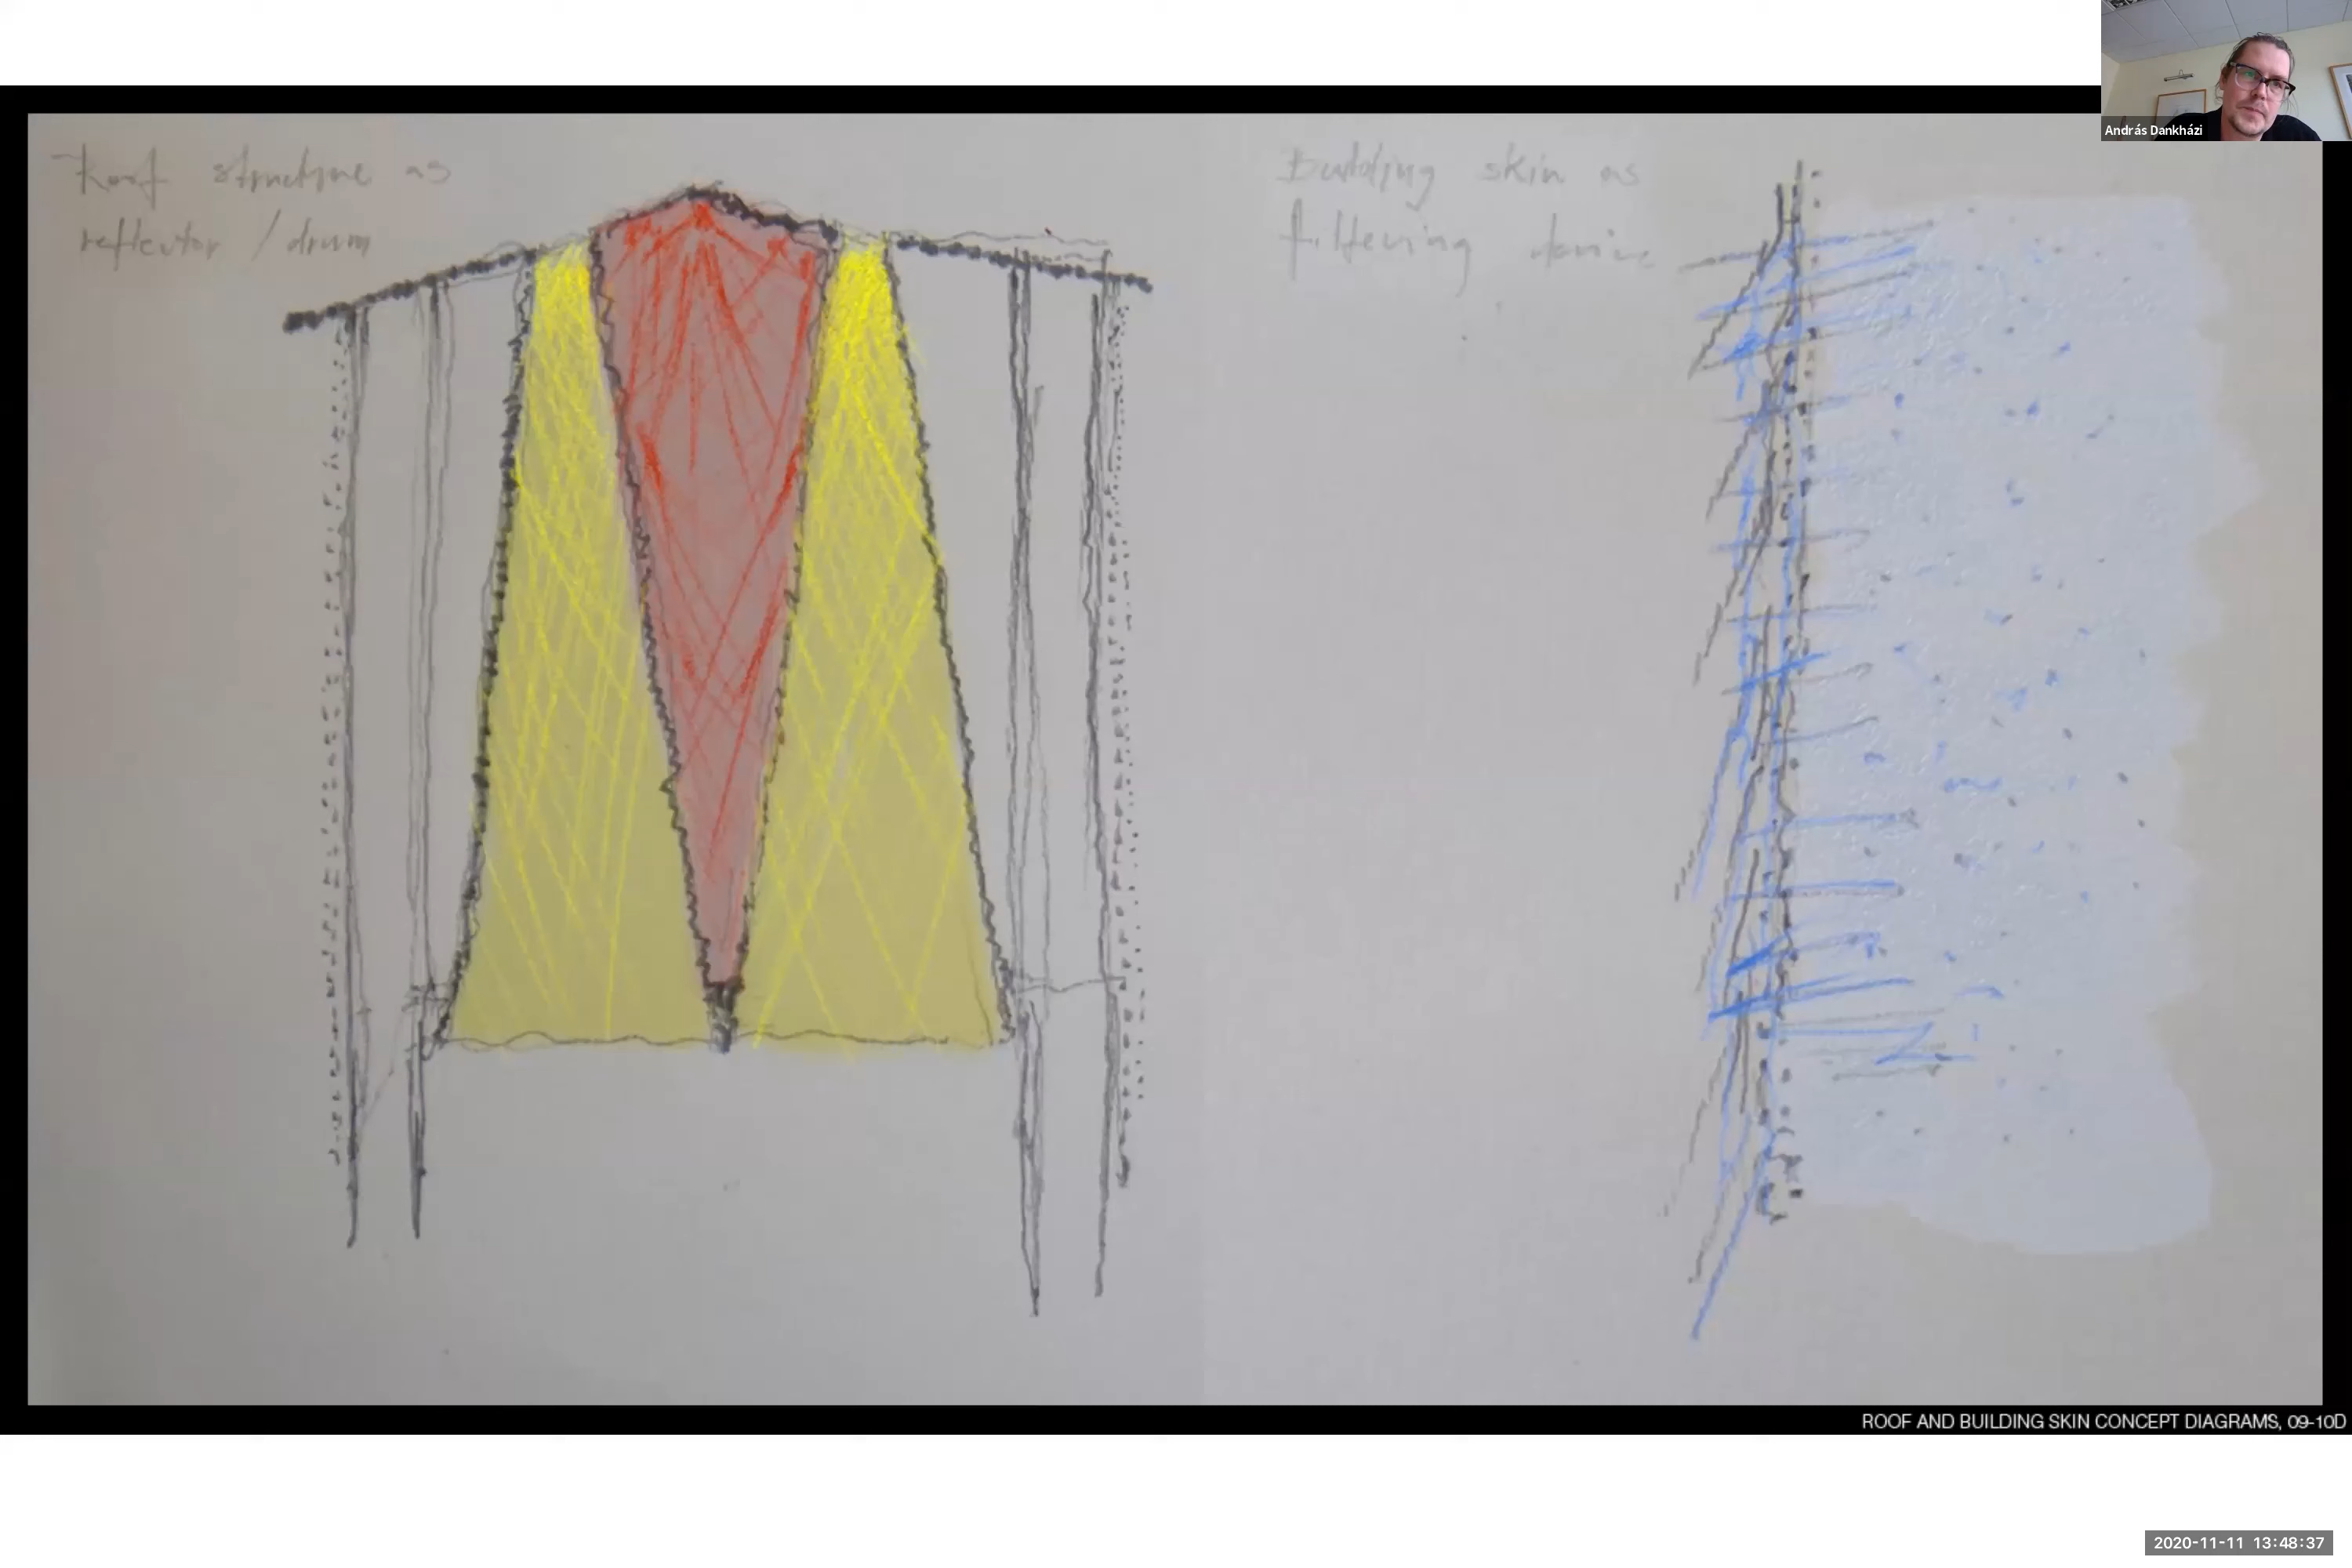 Roof structure as
reflector / drum
Building skin as
filtering device
András Dankházi
ROOF AND BUILDING SKIN CONCEPT DIAGRAMS, 09-10D
2020-11-11 13:48:37